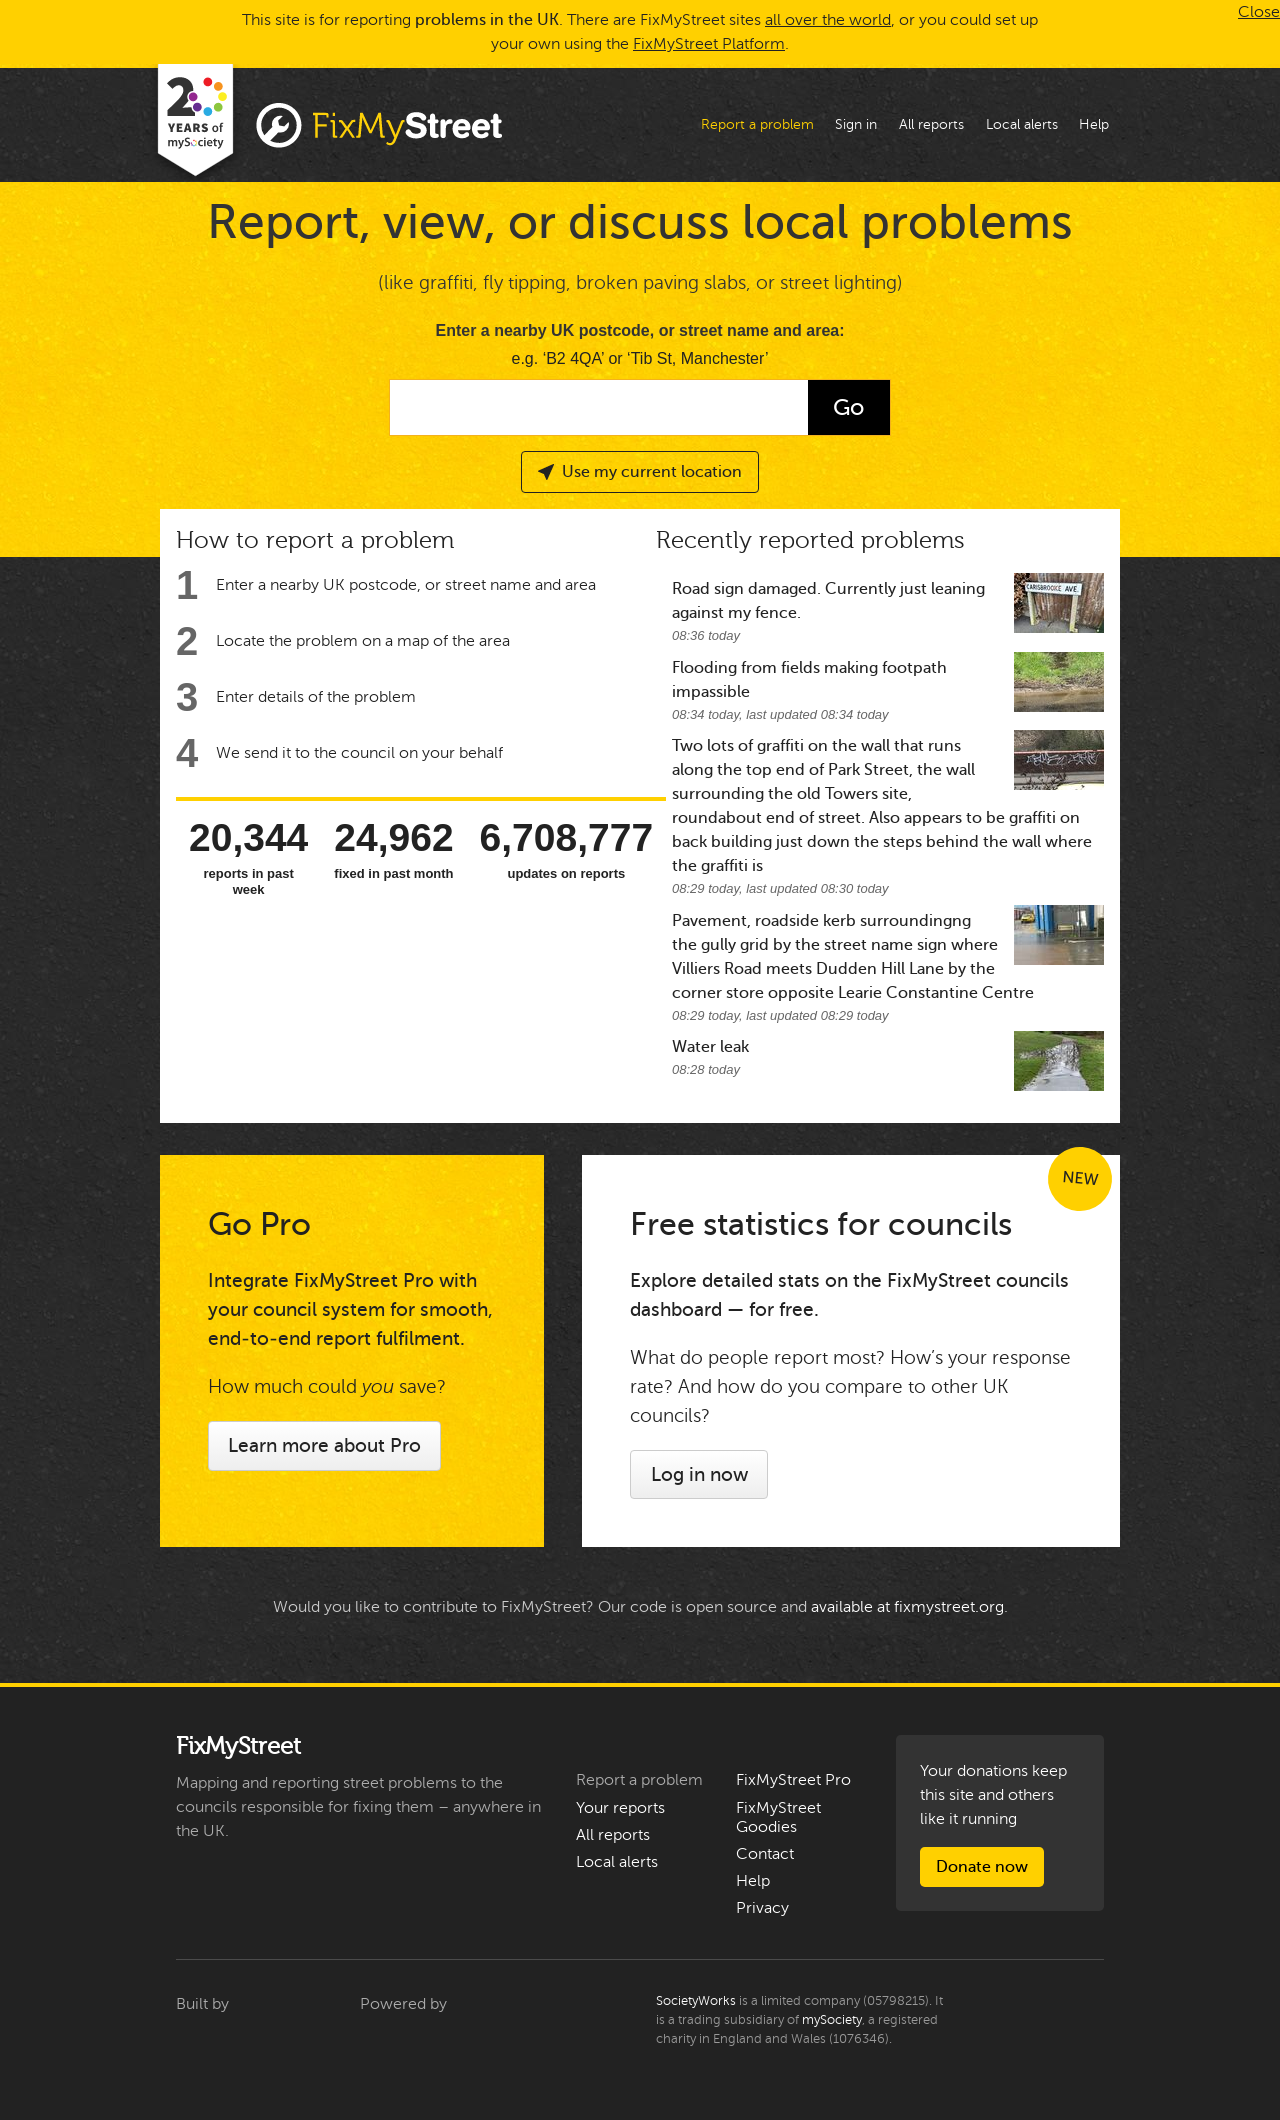 This site is for reporting problems in the UK. There are FixMyStreet sites all over the world, or you could set up
your own using the FixMyStreet Platform.
Close
20
YEARS of
mySociety
FixMyStreet
Report a problem
Sign in
All reports
Local alerts
Help
Report, view, or discuss local problems
(like graffiti, fly tipping, broken paving slabs, or street lighting)
Enter a nearby UK postcode, or street name and area:
e.g. ‘B2 4QA’ or ‘Tib St, Manchester’
Go
Use my current location
How to report a problem
1 Enter a nearby UK postcode, or street name and area
2 Locate the problem on a map of the area
3 Enter details of the problem
4 We send it to the council on your behalf
20,344
reports in past
week
24,962
fixed in past month
6,708,777
updates on reports
Recently reported problems
Road sign damaged. Currently just leaning
against my fence.
08:36 today
CARISBROOKE AVE.
Flooding from fields making footpath
impassible
08:34 today, last updated 08:34 today
Two lots of graffiti on the wall that runs
along the top end of Park Street, the wall
surrounding the old Towers site,
roundabout end of street. Also appears to be graffiti on
back building just down the steps behind the wall where
the graffiti is
08:29 today, last updated 08:30 today
Pavement, roadside kerb surroundingng
the gully grid by the street name sign where
Villiers Road meets Dudden Hill Lane by the
corner store opposite Learie Constantine Centre
08:29 today, last updated 08:29 today
Water leak
08:28 today
Go Pro
Integrate FixMyStreet Pro with
your council system for smooth,
end-to-end report fulfilment.
How much could you save?
Learn more about Pro
NEW
Free statistics for councils
Explore detailed stats on the FixMyStreet councils
dashboard — for free.
What do people report most? How’s your response
rate? And how do you compare to other UK
councils?
Log in now
Would you like to contribute to FixMyStreet? Our code is open source and available at fixmystreet.org.
FixMyStreet
Mapping and reporting street problems to the
councils responsible for fixing them – anywhere in
the UK.
Report a problem
Your reports
All reports
Local alerts
FixMyStreet Pro
FixMyStreet
Goodies
Contact
Help
Privacy
Your donations keep
this site and others
like it running
Donate now
Built by
Powered by
SocietyWorks is a limited company (05798215). It
is a trading subsidiary of mySociety, a registered
charity in England and Wales (1076346).